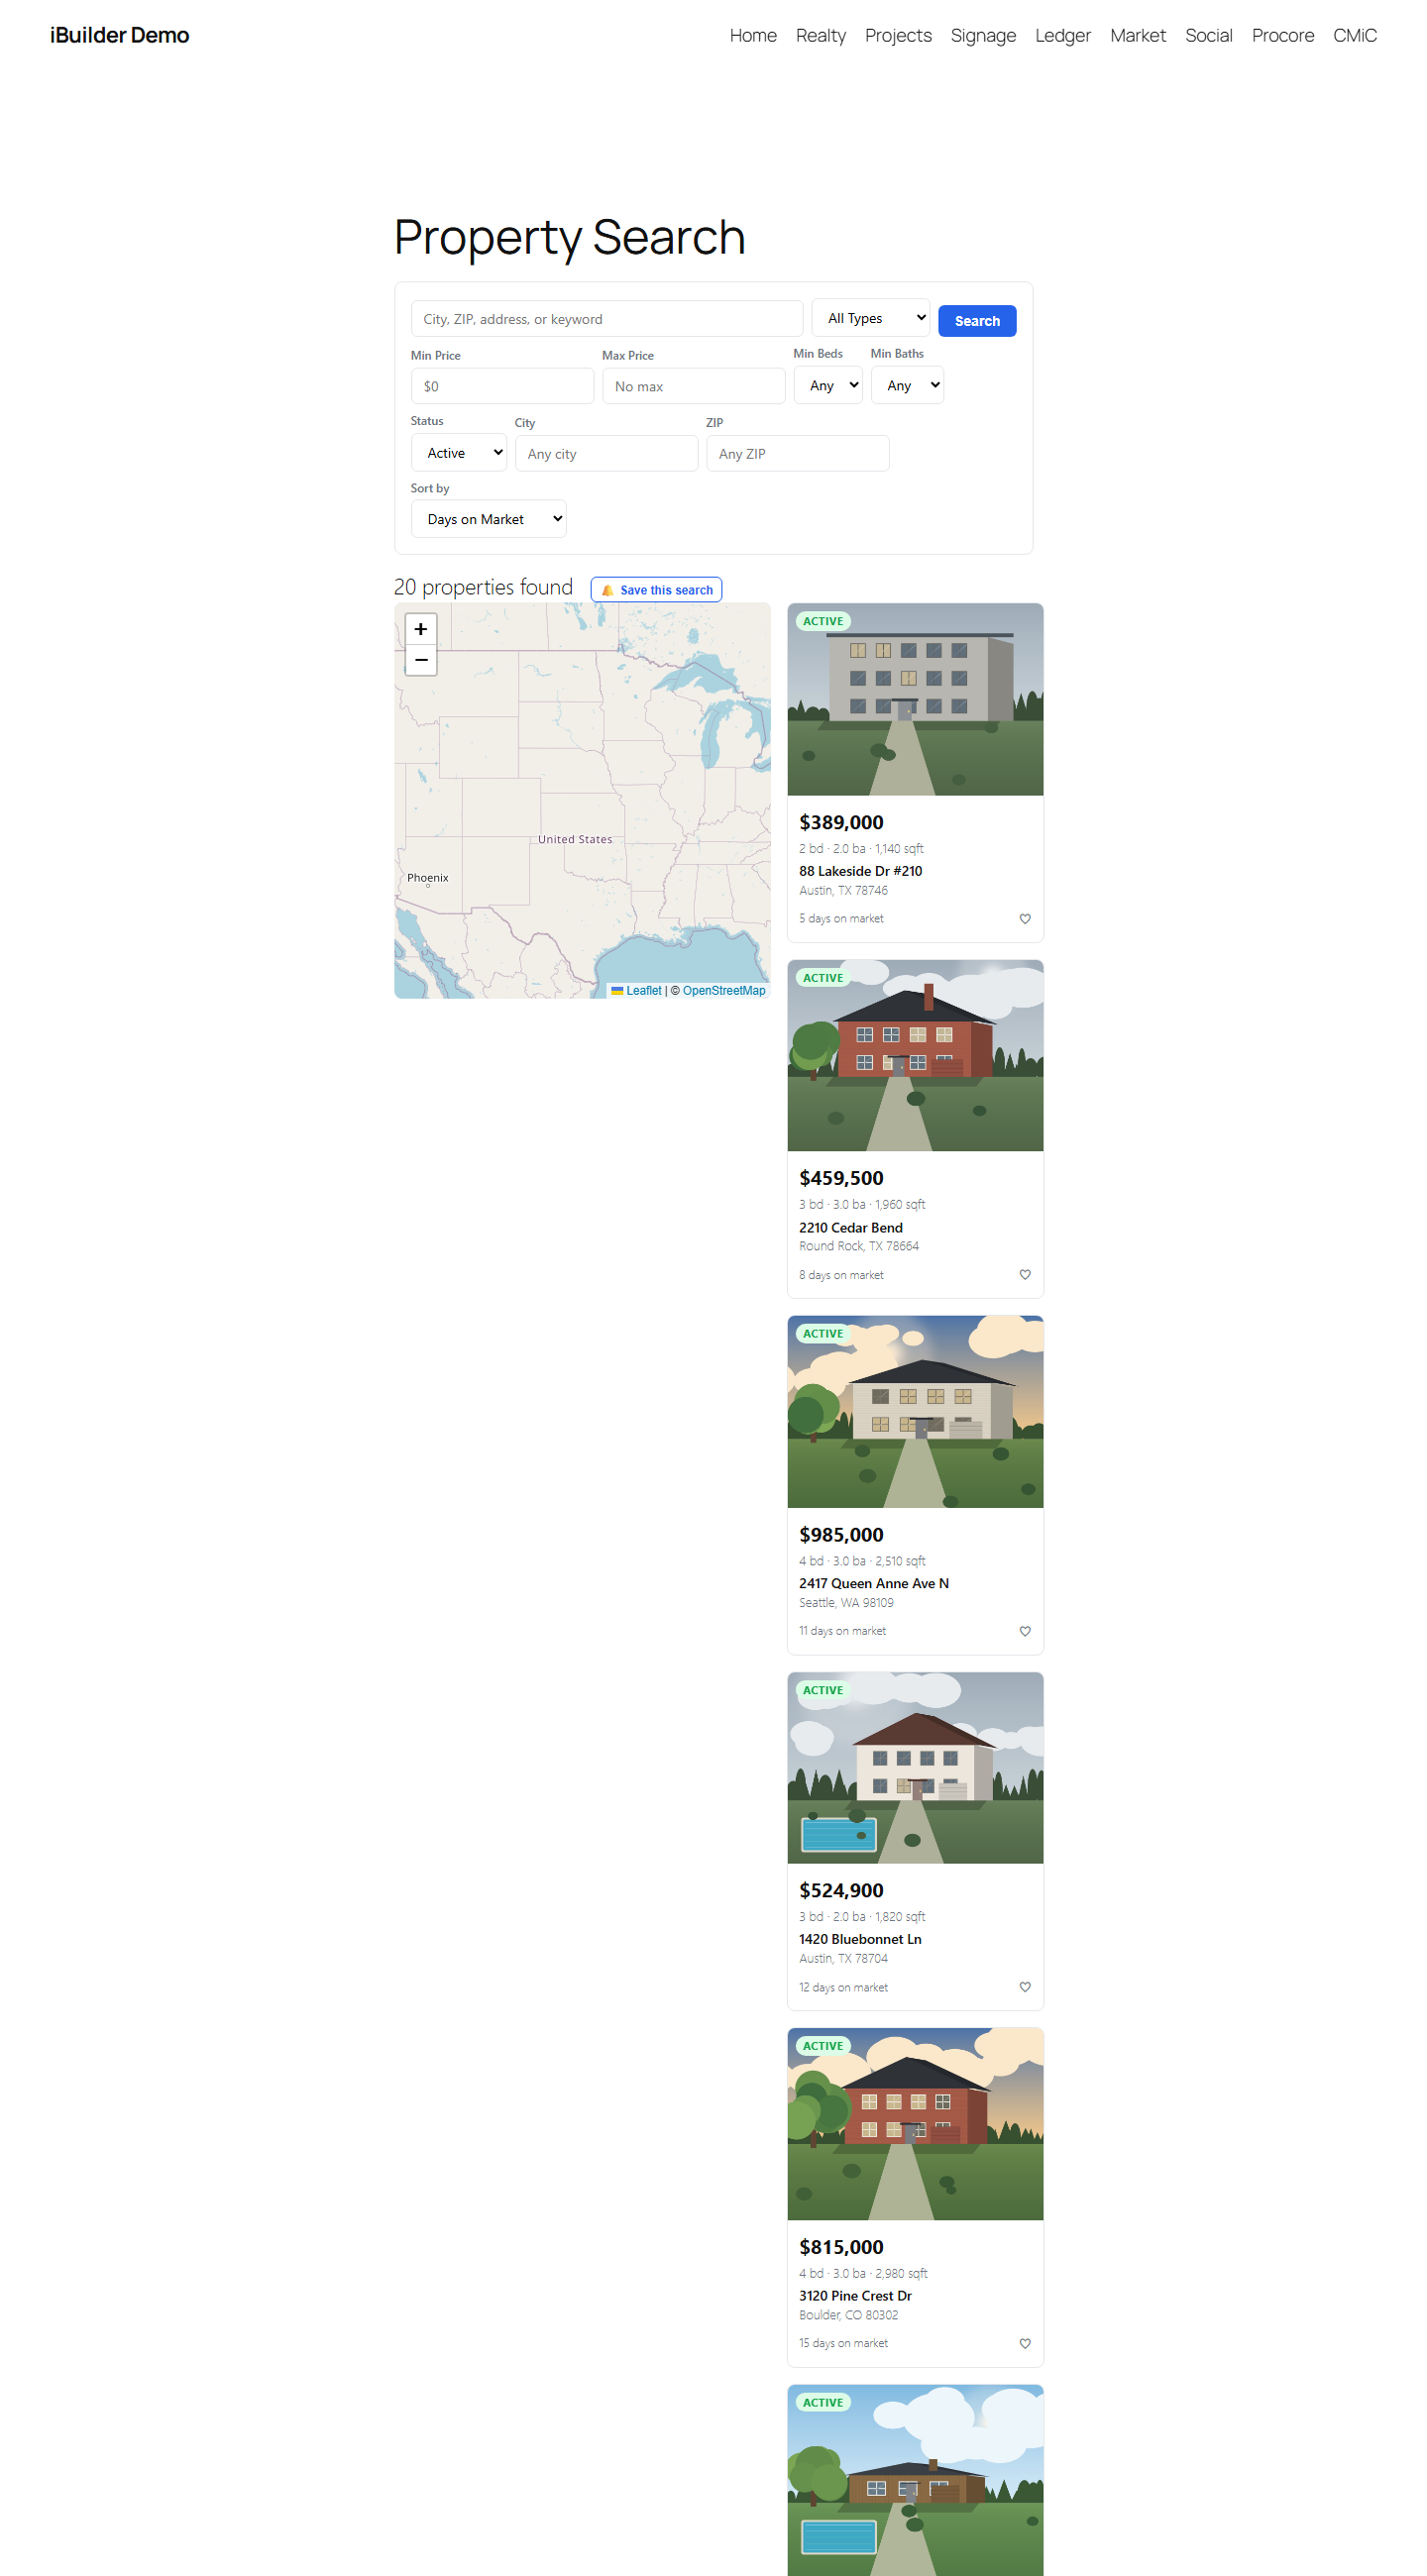 iBuilder Demo
Home Realty Projects Signage Ledger Market Social Procore CMiC
Property Search
City, ZIP, address, or keyword
All Types
Search
Min Price
Max Price
Min Beds
Min Baths
$0
No max
Any
Any
Status
City
ZIP
Active
Any city
Any ZIP
Sort by
Days on Market
20 properties found
Save this search
+
−
United States
Phoenix
Leaflet | © OpenStreetMap
ACTIVE
$389,000
2 bd · 2.0 ba · 1,140 sqft
88 Lakeside Dr #210
Austin, TX 78746
5 days on market
ACTIVE
$459,500
3 bd · 3.0 ba · 1,960 sqft
2210 Cedar Bend
Round Rock, TX 78664
8 days on market
ACTIVE
$985,000
4 bd · 3.0 ba · 2,510 sqft
2417 Queen Anne Ave N
Seattle, WA 98109
11 days on market
ACTIVE
$524,900
3 bd · 2.0 ba · 1,820 sqft
1420 Bluebonnet Ln
Austin, TX 78704
12 days on market
ACTIVE
$815,000
4 bd · 3.0 ba · 2,980 sqft
3120 Pine Crest Dr
Boulder, CO 80302
15 days on market
ACTIVE